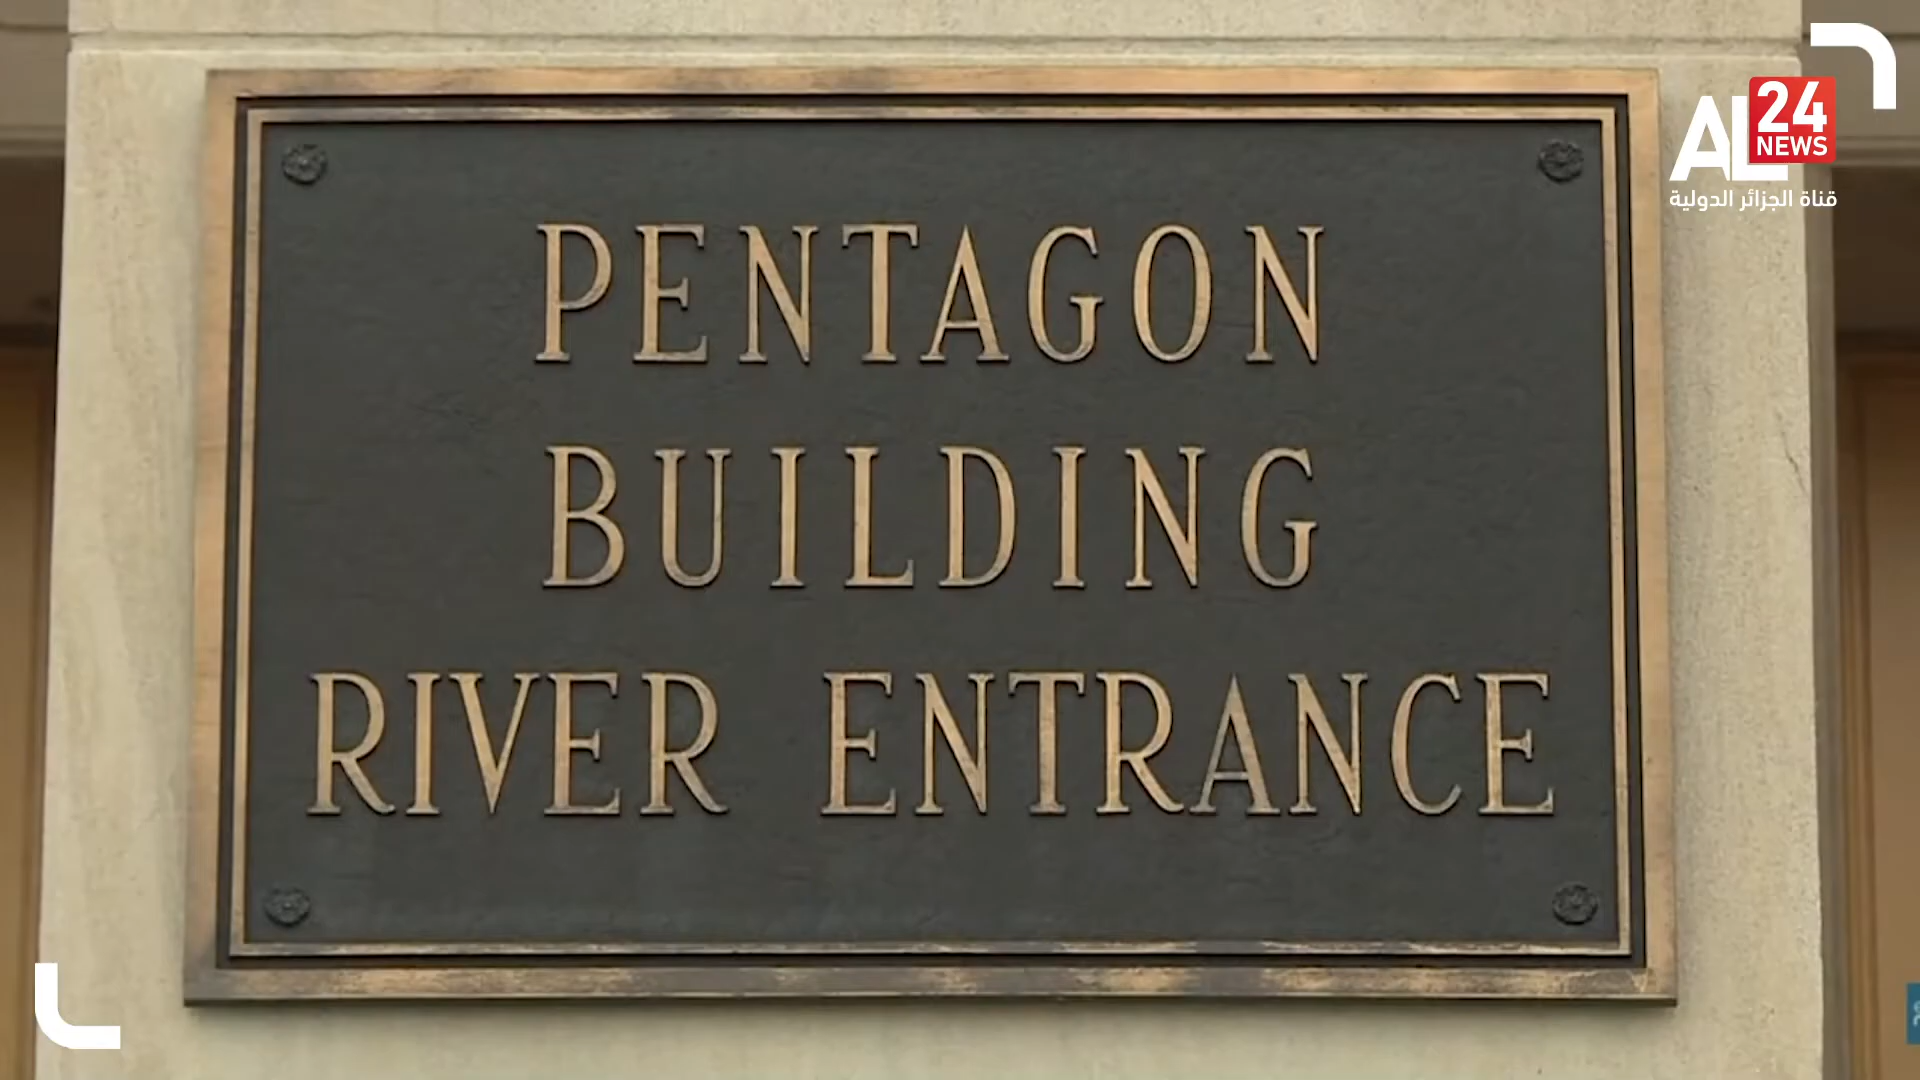 AL
24
NEWS
قناة الجزائر الدولية
PENTAGON
BUILDING
RIVER ENTRANCE